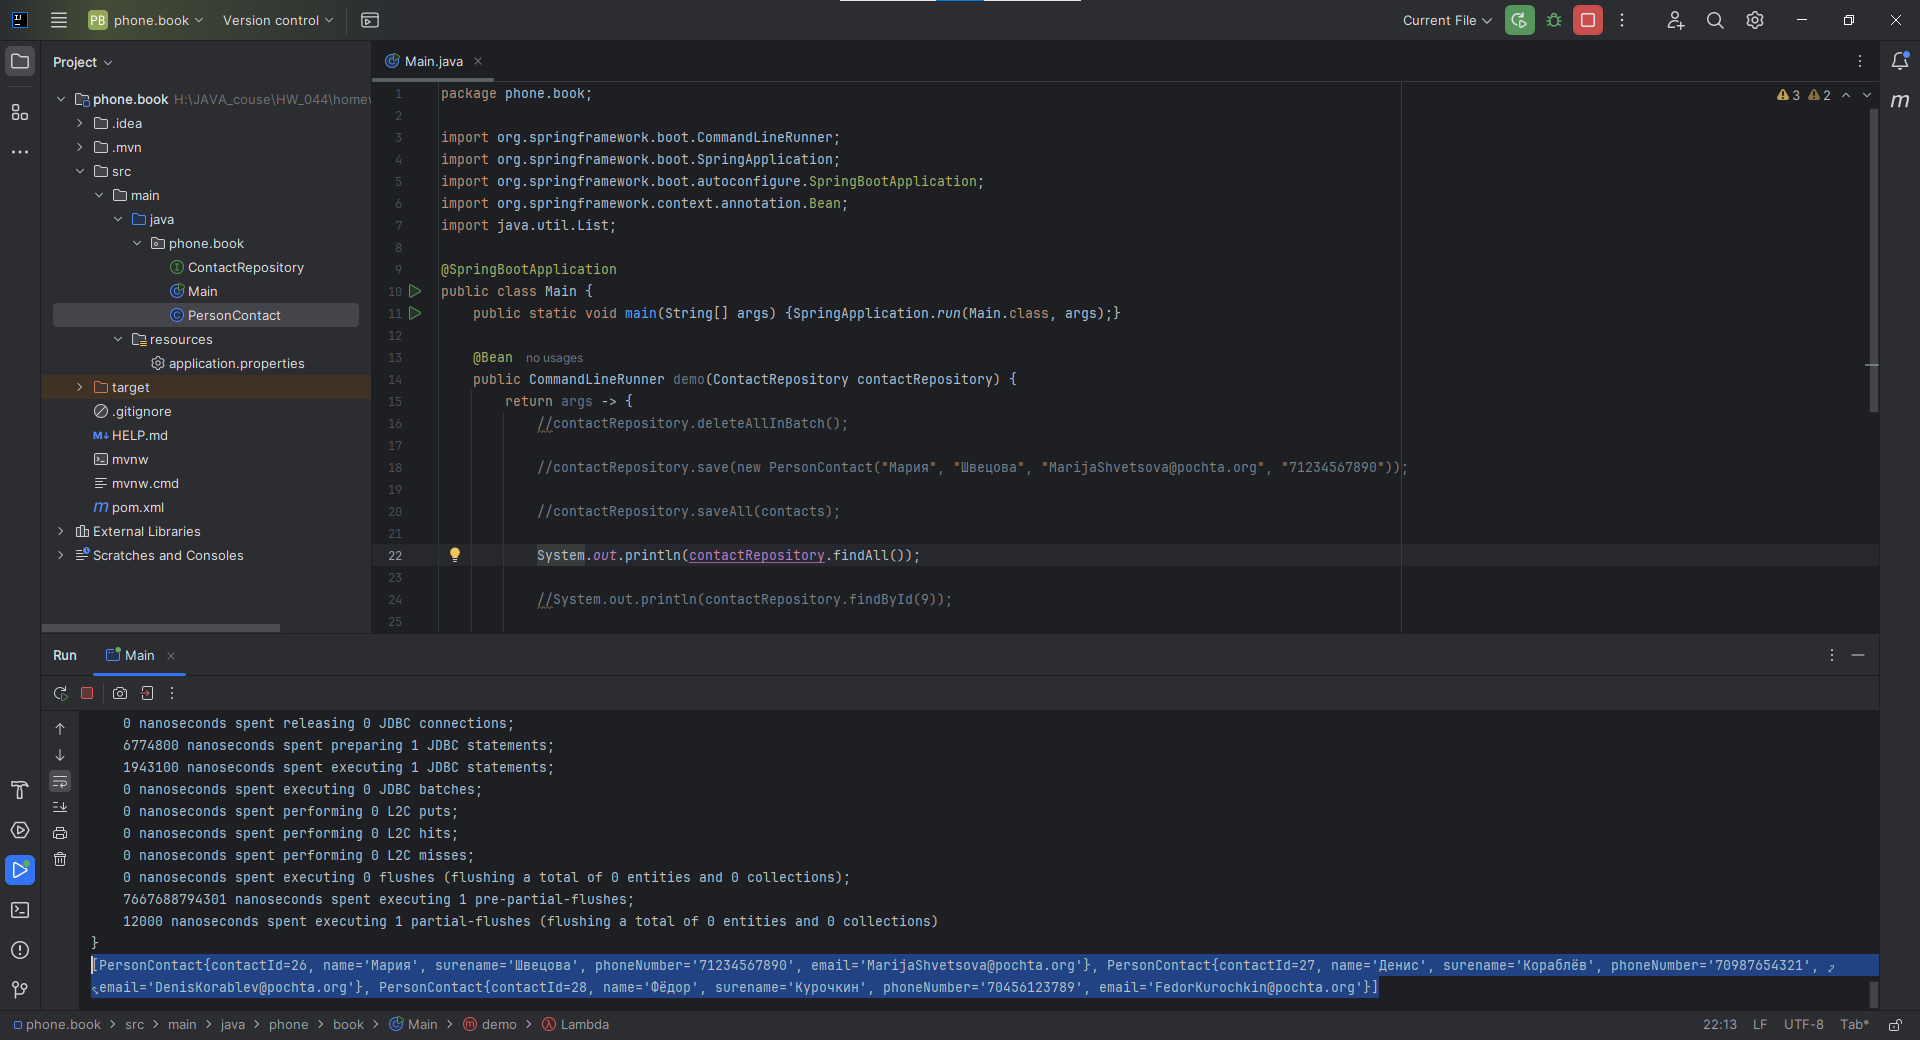 PB phone.book Version control Current File
Project
Main.java
phone.book H:\JAVA_couse\HW_044\homew
.idea
.mvn
src
main
java
phone.book
ContactRepository
Main
PersonContact
resources
application.properties
target
.gitignore
HELP.md
mvnw
mvnw.cmd
pom.xml
External Libraries
Scratches and Consoles
3 2
1 package phone.book;
2
3 import org.springframework.boot.CommandLineRunner;
4 import org.springframework.boot.SpringApplication;
5 import org.springframework.boot.autoconfigure.SpringBootApplication;
6 import org.springframework.context.annotation.Bean;
7 import java.util.List;
8
9 @SpringBootApplication
10 public class Main {
11 public static void main(String[] args) {SpringApplication.run(Main.class, args);}
12
13 @Bean no usages
14 public CommandLineRunner demo(ContactRepository contactRepository) {
15 return args -> {
16 //contactRepository.deleteAllInBatch();
17
18 //contactRepository.save(new PersonContact("Мария", "Швецова", "MarijaShvetsova@pochta.org", "71234567890"));
19
20 //contactRepository.saveAll(contacts);
21
22 System.out.println(contactRepository.findAll());
23
24 //System.out.println(contactRepository.findById(9));
25
Run Main
0 nanoseconds spent releasing 0 JDBC connections;
6774800 nanoseconds spent preparing 1 JDBC statements;
1943100 nanoseconds spent executing 1 JDBC statements;
0 nanoseconds spent executing 0 JDBC batches;
0 nanoseconds spent performing 0 L2C puts;
0 nanoseconds spent performing 0 L2C hits;
0 nanoseconds spent performing 0 L2C misses;
0 nanoseconds spent executing 0 flushes (flushing a total of 0 entities and 0 collections);
7667688794301 nanoseconds spent executing 1 pre-partial-flushes;
12000 nanoseconds spent executing 1 partial-flushes (flushing a total of 0 entities and 0 collections)
}
[PersonContact{contactId=26, name='Мария', surename='Швецова', phoneNumber='71234567890', email='MarijaShvetsova@pochta.org'}, PersonContact{contactId=27, name='Денис', surename='Кораблёв', phoneNumber='70987654321',
email='DenisKorablev@pochta.org'}, PersonContact{contactId=28, name='Фёдор', surename='Курочкин', phoneNumber='70456123789', email='FedorKurochkin@pochta.org'}]
phone.book > src > main > java > phone > book > Main > demo > Lambda 22:13 LF UTF-8 Tab*